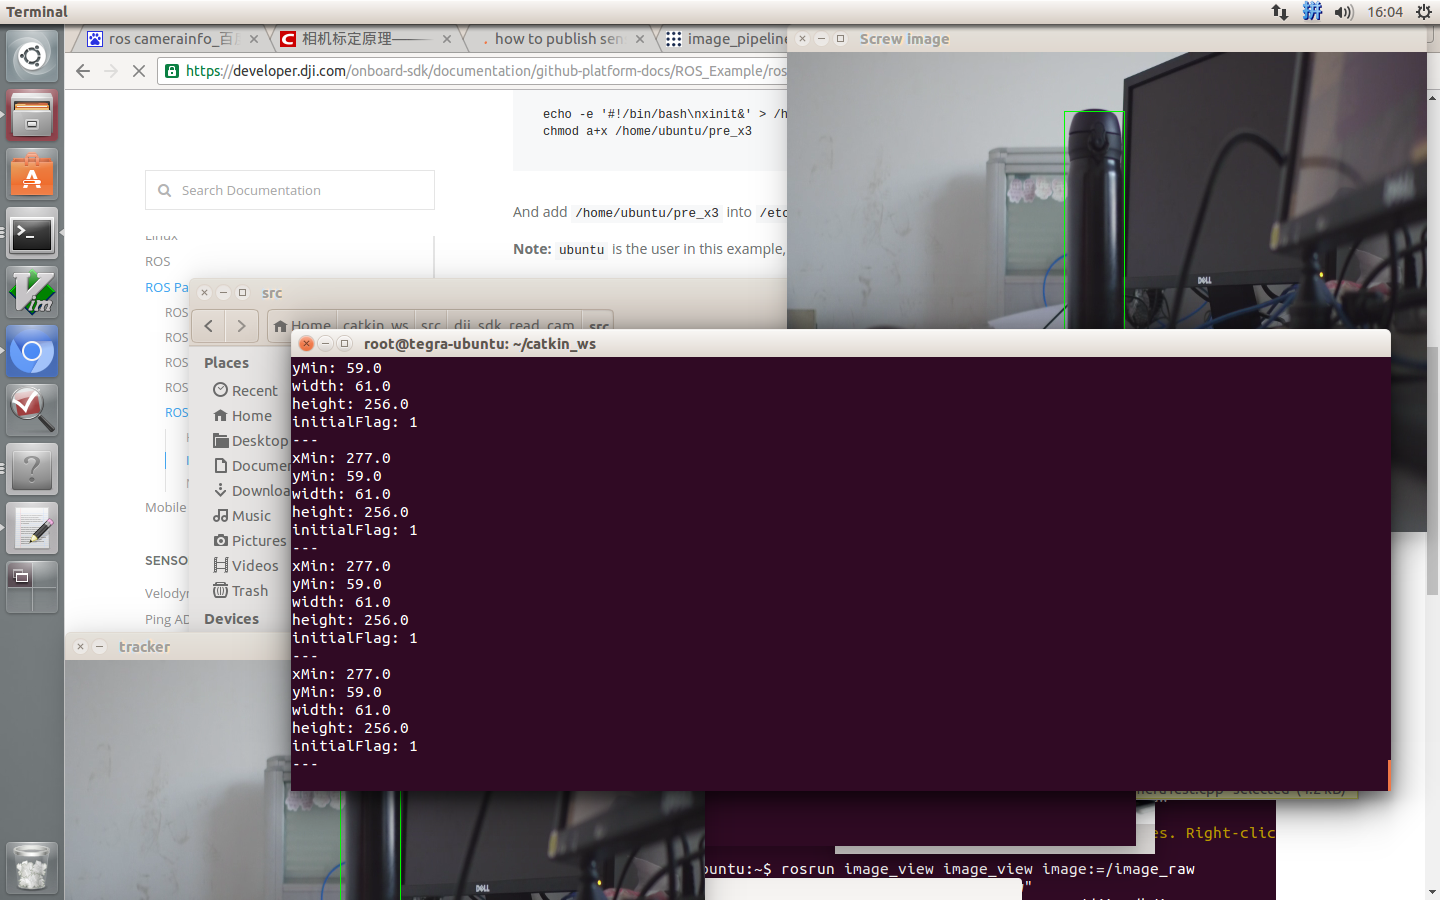 Terminal
拼
16:04
ros camerainfo_百
相机标定原理——
how to publish sen
image_pipeline
Screw image
https://developer.dji.com/onboard-sdk/documentation/github-platform-docs/ROS_Example/ros
echo -e '#!/bin/bash\nxinit&' > /h
chmod a+x /home/ubuntu/pre_x3
Search Documentation
And add /home/ubuntu/pre_x3 into /etc
Note: ubuntu is the user in this example,
Linux
ROS
ROS Pa
ROS
ROS
ROS
ROS
ROS
Mobile
SENSO
Velodyn
Ping AD
src
Home catkin_ws src dji_sdk_read_cam src
Places
Recent
Home
Desktop
Documen
Downloa
Music
Pictures
Videos
Trash
Devices
root@tegra-ubuntu: ~/catkin_ws
yMin: 59.0
width: 61.0
height: 256.0
initialFlag: 1
---
xMin: 277.0
yMin: 59.0
width: 61.0
height: 256.0
initialFlag: 1
---
xMin: 277.0
yMin: 59.0
width: 61.0
height: 256.0
initialFlag: 1
---
xMin: 277.0
yMin: 59.0
width: 61.0
height: 256.0
initialFlag: 1
---
tracker
DELL
DELL
es. Right-clic
buntu:~$ rosrun image_view image_view image:=/image_raw